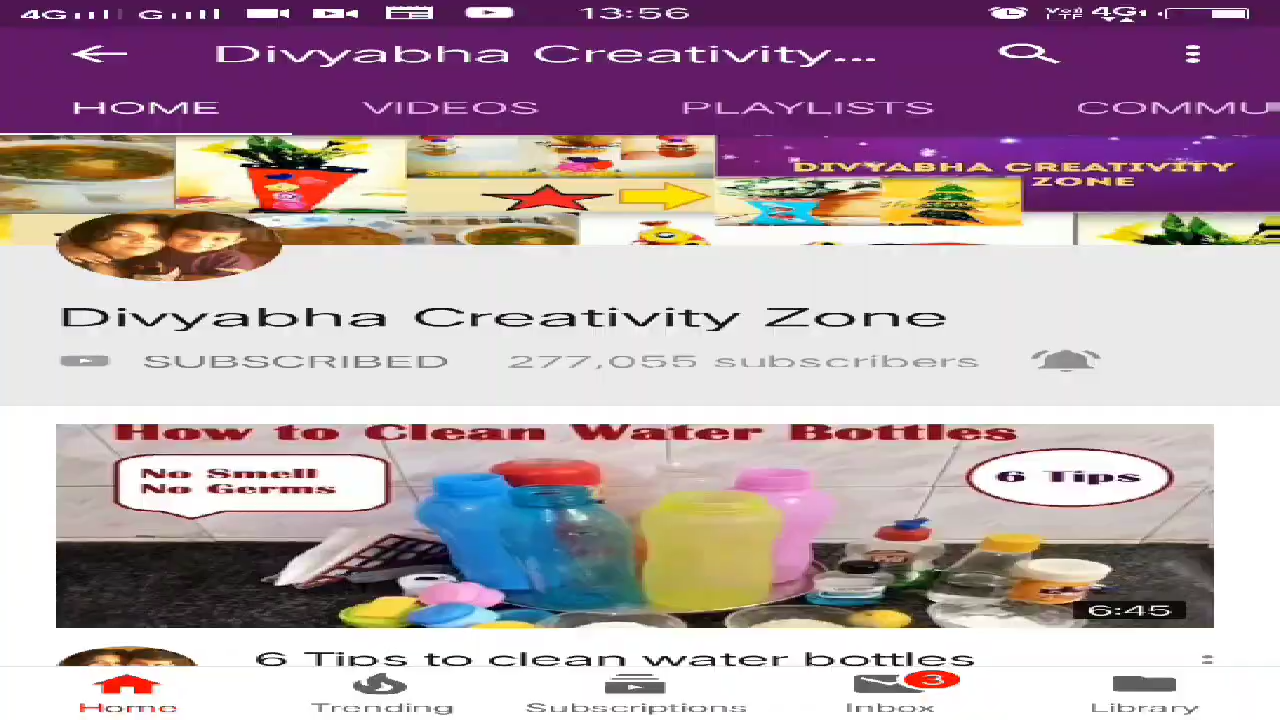 4G G 13:56 4G
Divyabha Creativity...
HOME VIDEOS PLAYLISTS COMMU
DIVYABHA CREATIVITY
ZONE
Divyabha Creativity Zone
SUBSCRIBED 277,055 subscribers
How to Clean Water Bottles
No Smell
No Germs
6 Tips
6:45
6 Tips to clean water bottles
3
Home Trending Subscriptions Inbox Library